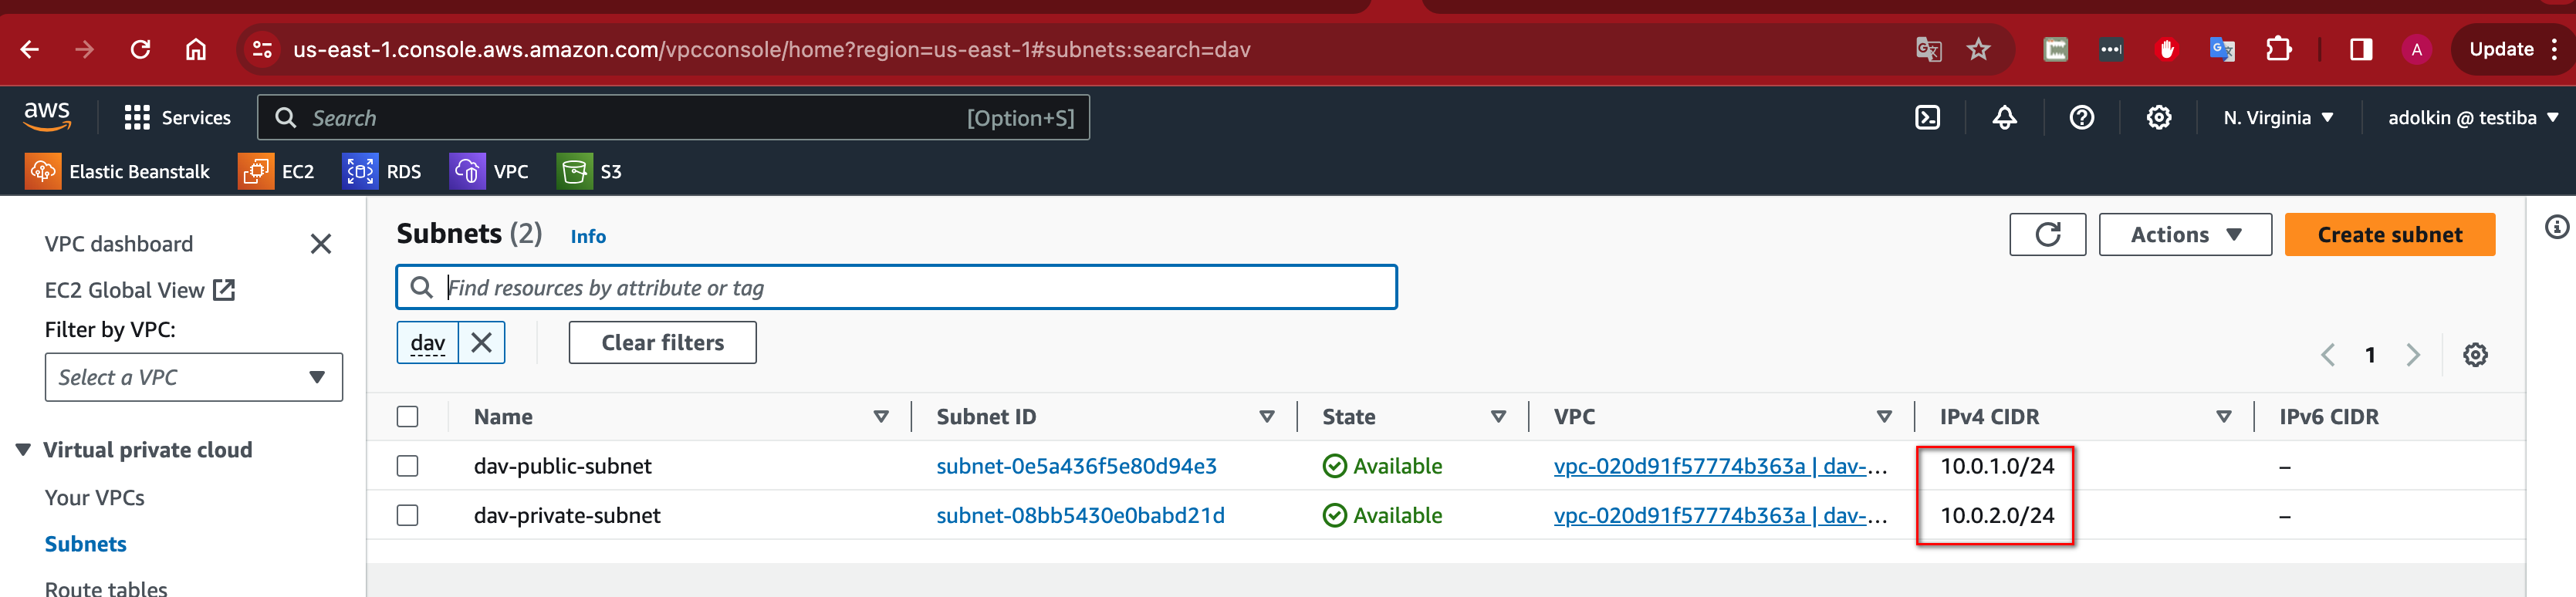 us-east-1.console.aws.amazon.com/vpcconsole/home?region=us-east-1#subnets:search=dav
A
Update
aws
Services
Search
[Option+S]
N. Virginia
adolkin @ testiba
Elastic Beanstalk
EC2
RDS
VPC
S3
VPC dashboard
EC2 Global View
Filter by VPC:
Select a VPC
Virtual private cloud
Your VPCs
Subnets
Route tables
Subnets (2) Info
Actions
Create subnet
Find resources by attribute or tag
dav
Clear filters
1
Name Subnet ID State VPC IPv4 CIDR IPv6 CIDR
dav-public-subnet subnet-0e5a436f5e80d94e3 Available vpc-020d91f57774b363a | dav-... 10.0.1.0/24 –
dav-private-subnet subnet-08bb5430e0babd21d Available vpc-020d91f57774b363a | dav-... 10.0.2.0/24 –